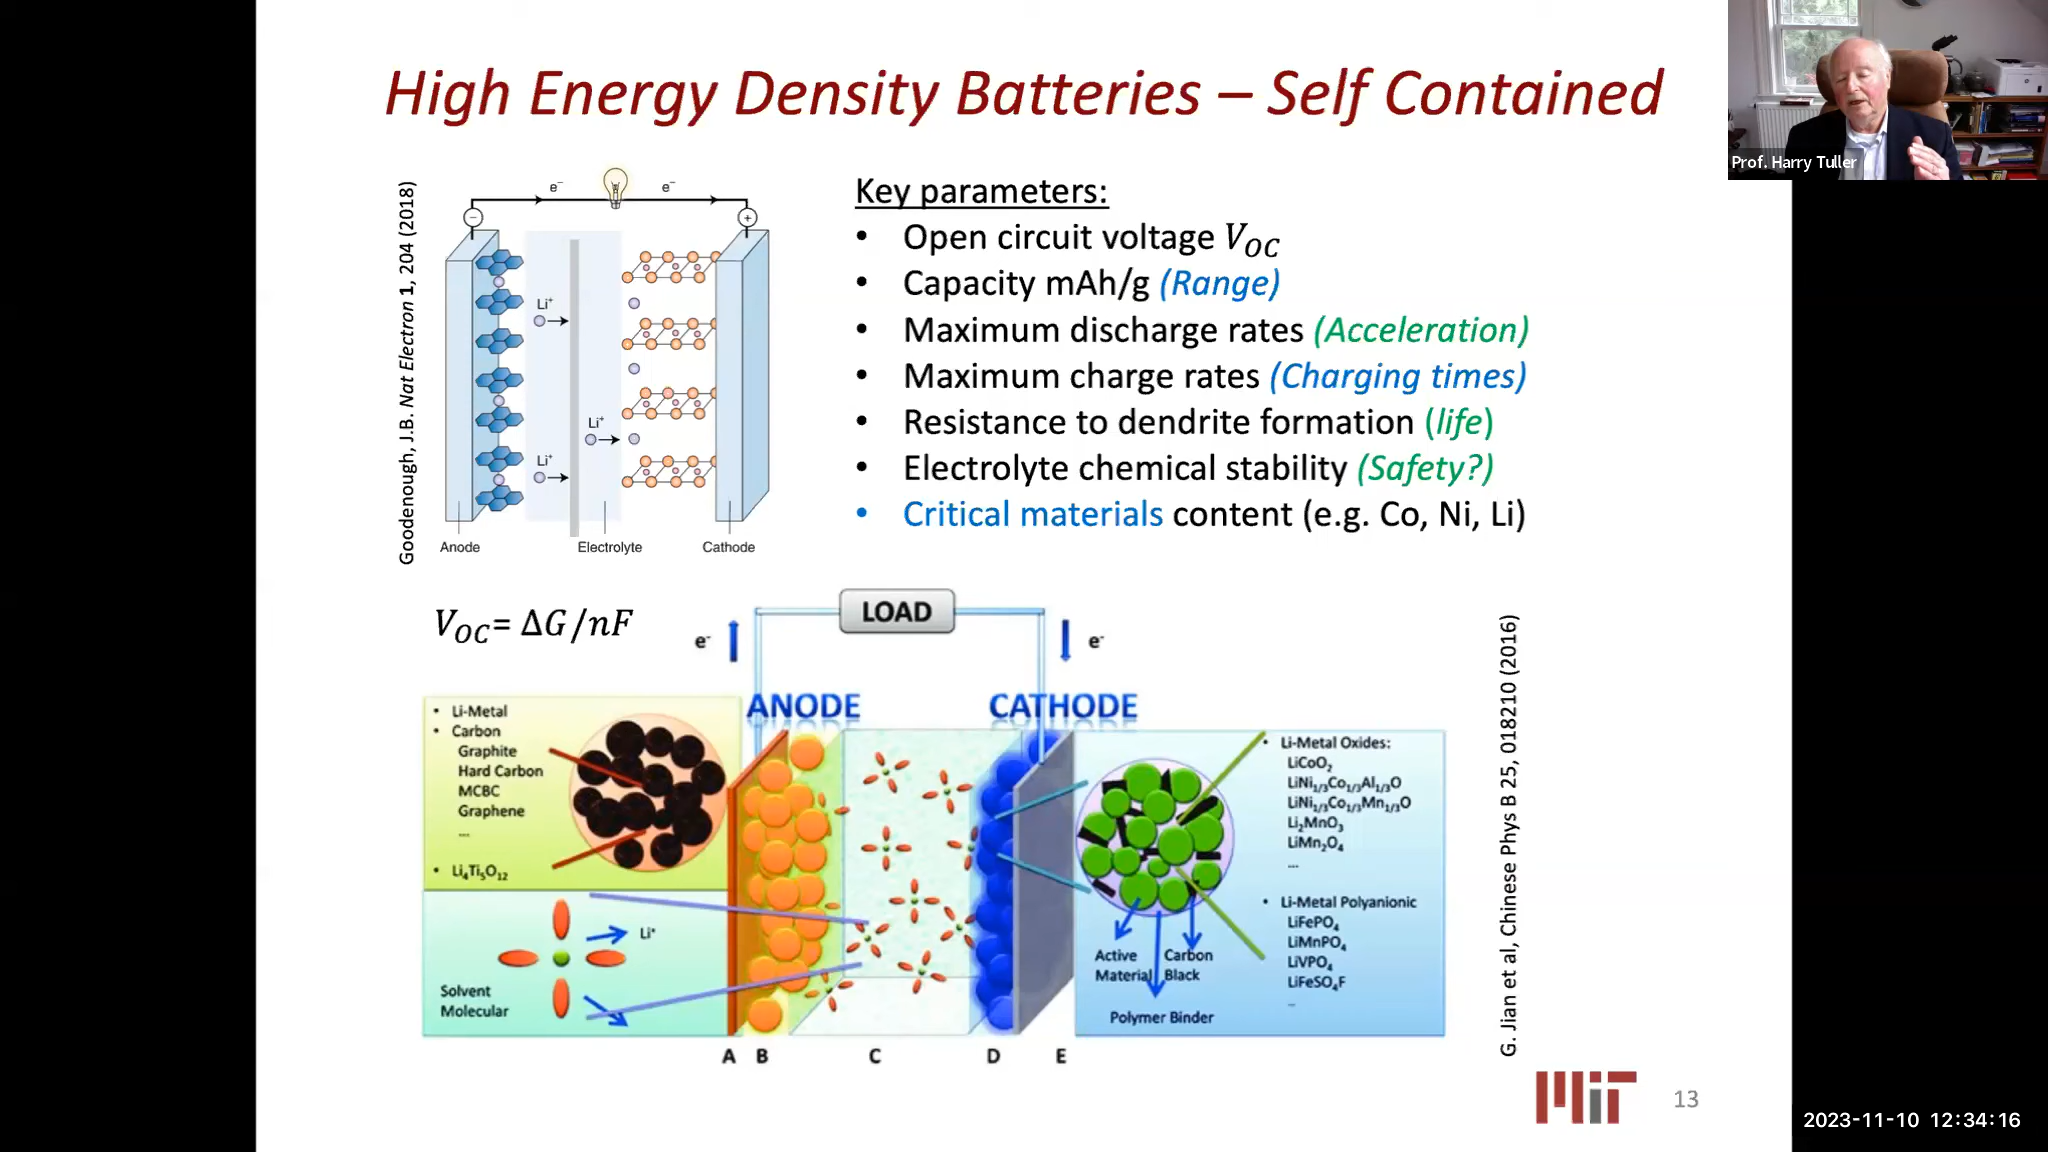 High Energy Density Batteries – Self Contained
Prof. Harry Tuller
Goodenough, J.B. Nat Electron 1, 204 (2018)
e⁻ e⁻
− +
Li⁺
Li⁺
Li⁺
Anode Electrolyte Cathode
Key parameters:
• Open circuit voltage V_OC
• Capacity mAh/g (Range)
• Maximum discharge rates (Acceleration)
• Maximum charge rates (Charging times)
• Resistance to dendrite formation (life)
• Electrolyte chemical stability (Safety?)
• Critical materials content (e.g. Co, Ni, Li)
V_OC= ΔG/nF
LOAD
e⁻ e⁻
ANODE CATHODE
• Li-Metal
• Carbon
Graphite
Hard Carbon
MCBC
Graphene
...
• Li₄Ti₅O₁₂
Li⁺
Solvent
Molecular
Active
Material
Carbon
Black
Polymer Binder
• Li-Metal Oxides:
LiCoO₂
LiNi₁/₃Co₁/₃Al₁/₃O
LiNi₁/₃Co₁/₃Mn₁/₃O
Li₂MnO₃
LiMn₂O₄
...
• Li-Metal Polyanionic
LiFePO₄
LiMnPO₄
LiVPO₄
LiFeSO₄F
...
A B C D E
G. Jian et al, Chinese Phys B 25, 018210 (2016)
MIT
13
2023-11-10 12:34:16